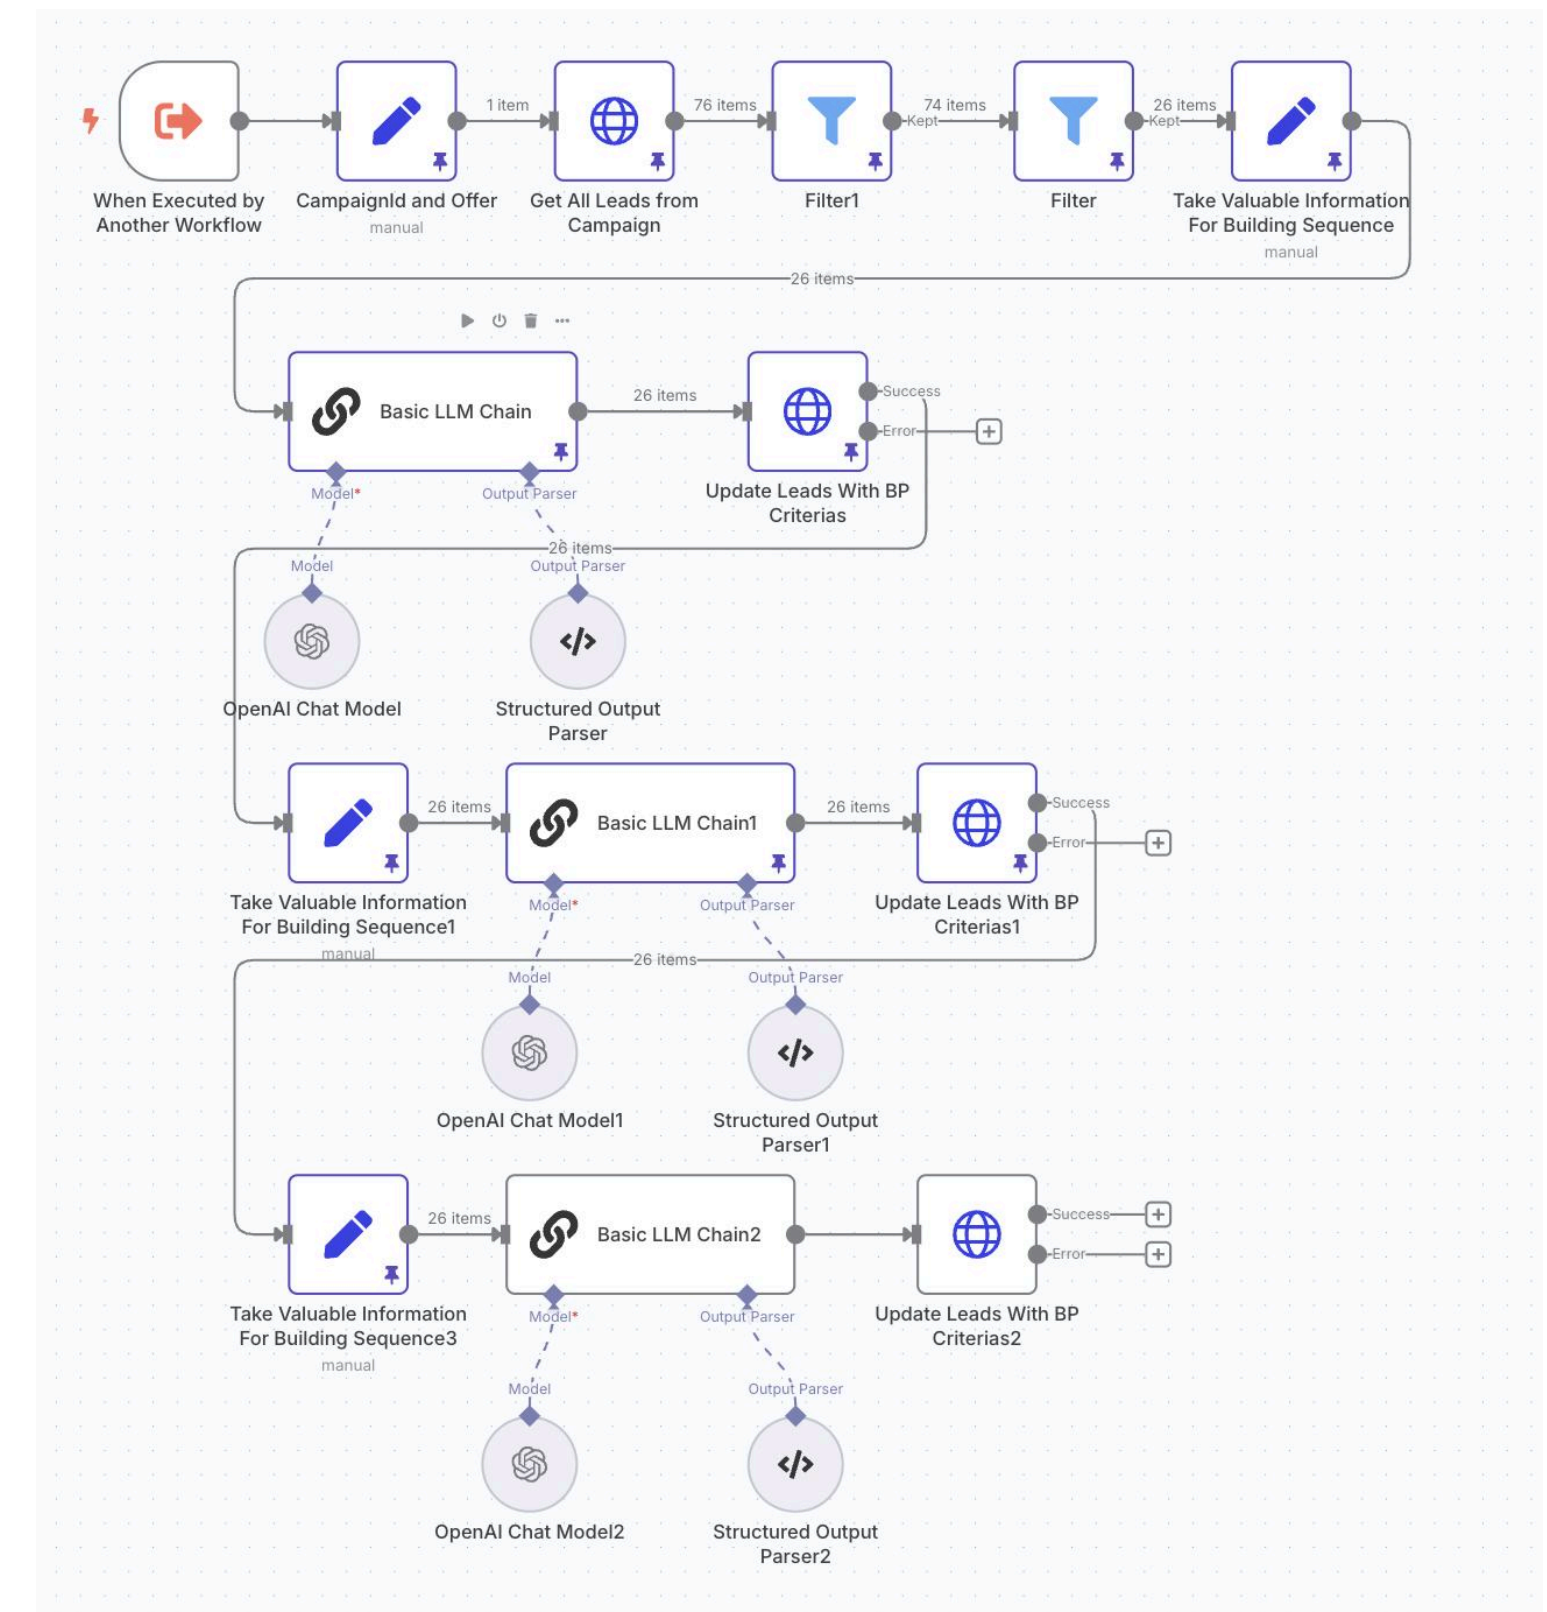 1 item
76 items
74 items
26 items
Kept
Kept
When Executed by
Another Workflow
CampaignId and Offer
manual
Get All Leads from
Campaign
Filter1
Filter
Take Valuable Information
For Building Sequence
manual
26 items
Basic LLM Chain
26 items
Success
Error
Model*
Output Parser
Update Leads With BP
Criterias
26 items
Model
Output Parser
OpenAI Chat Model
Structured Output
Parser
26 items
Basic LLM Chain1
26 items
Success
Error
Take Valuable Information
For Building Sequence1
manual
Model*
Output Parser
Update Leads With BP
Criterias1
26 items
Model
Output Parser
OpenAI Chat Model1
Structured Output
Parser1
26 items
Basic LLM Chain2
Success
Error
Take Valuable Information
For Building Sequence3
manual
Model*
Output Parser
Update Leads With BP
Criterias2
Model
Output Parser
OpenAI Chat Model2
Structured Output
Parser2